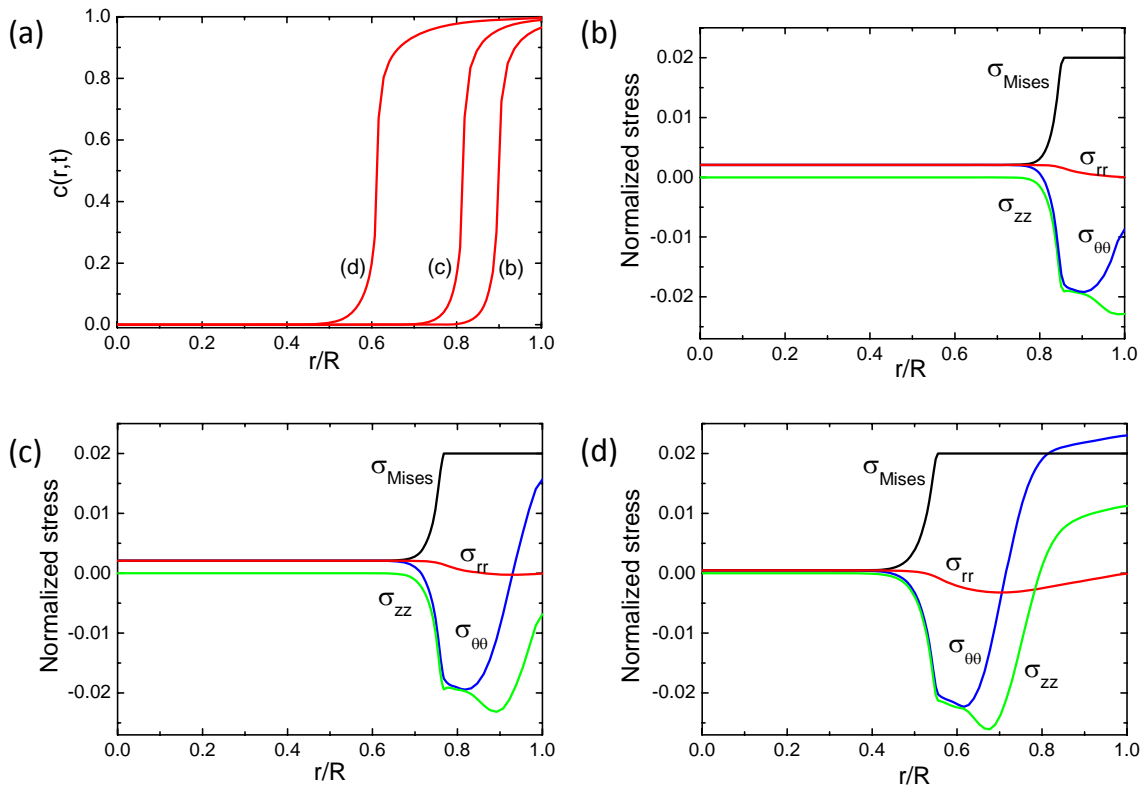 (a)
1.0
0.8
0.6
0.4
0.2
0.0
c(r,t)
(d)
(c)
(b)
0.0 0.2 0.4 0.6 0.8 1.0
r/R
(b)
0.02
0.01
0.00
-0.01
-0.02
Normalized stress
σMises
σrr
σzz
σθθ
0.0 0.2 0.4 0.6 0.8 1.0
r/R
(c)
0.02
0.01
0.00
-0.01
-0.02
Normalized stress
σMises
σrr
σzz
σθθ
0.0 0.2 0.4 0.6 0.8 1.0
r/R
(d)
0.02
0.01
0.00
-0.01
-0.02
Normalized stress
σMises
σrr
σθθ
σzz
0.0 0.2 0.4 0.6 0.8 1.0
r/R